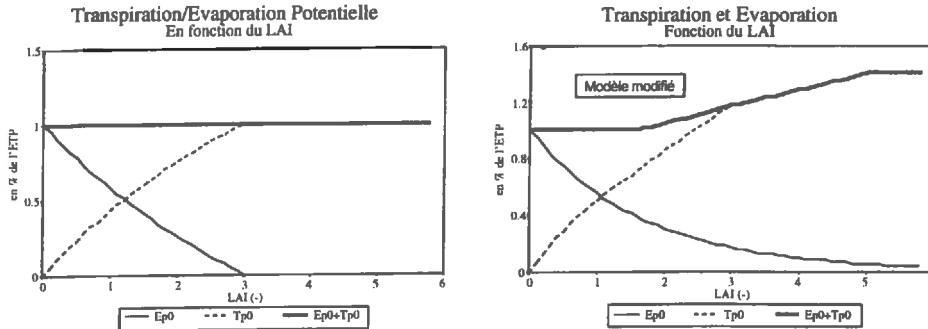 Transpiration/Evaporation Potentielle
En fonction du LAI
1.5
1
0.5
0
en % de l'ETP
0 1 2 3 4 5 6
LAI (-)
Ep0 Tp0 Ep0+Tp0
Transpiration et Evaporation
Fonction du LAI
1.6
1.2
0.8
0.4
0
en % de l'ETP
Modèle modifié
0 1 2 3 4 5
LAI (-)
Ep0 Tp0 Ep0+Tp0